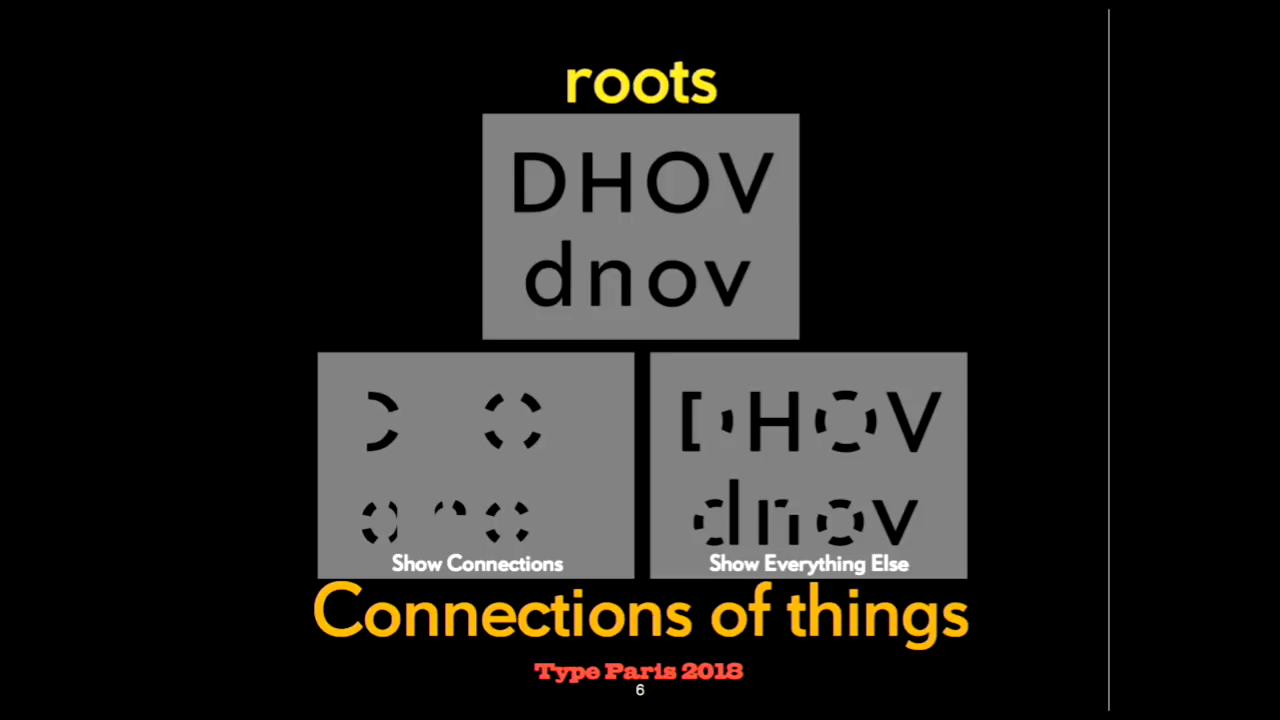 roots
DHOV
dnov
DHOV
dnov
Show Connections
Show Everything Else
Connections of things
Type Paris 2018
6